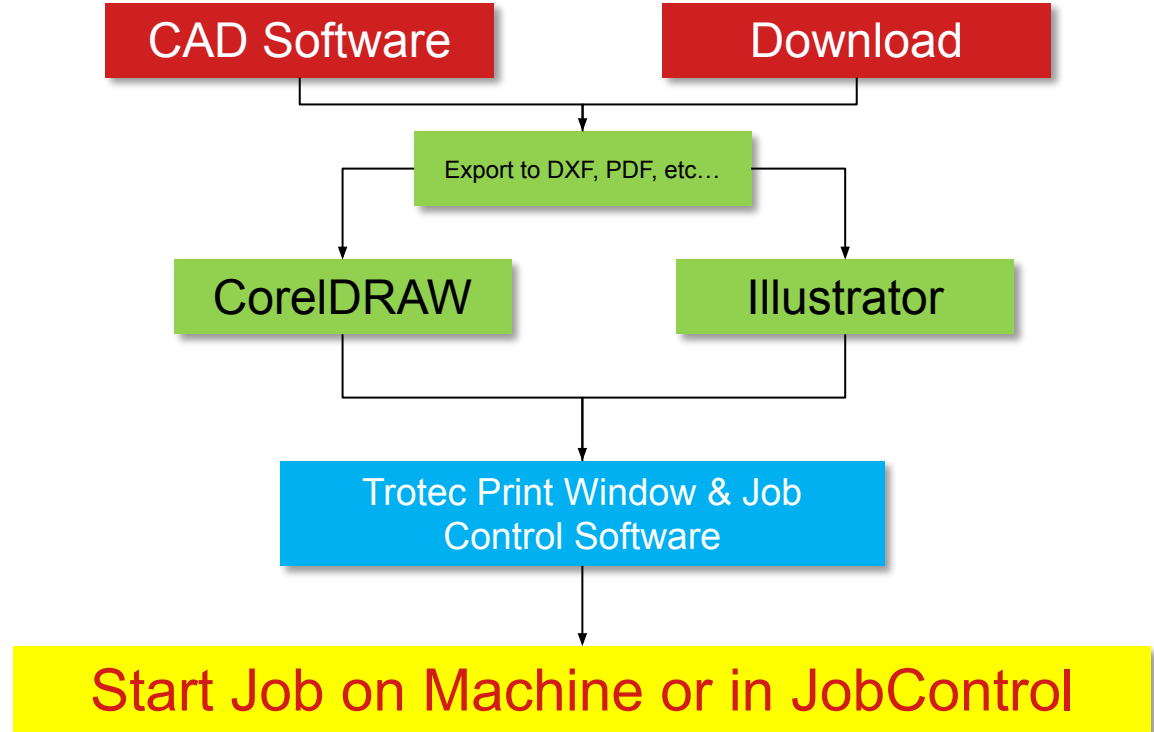 CAD Software
Download
Export to DXF, PDF, etc…
CorelDRAW
Illustrator
Trotec Print Window & Job
Control Software
Start Job on Machine or in JobControl